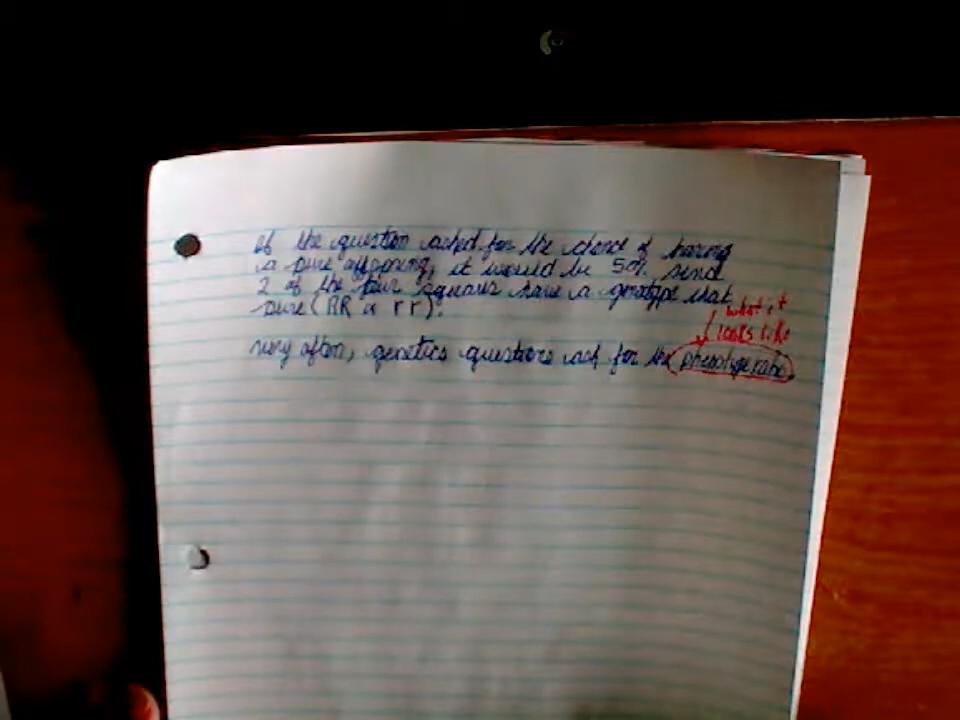 If the question asked for the chance of having
a pure offspring, it would be 50% since
2 of the four squares have a genotype that
pure (RR or rr).
what it
looks like
very often, genetics questions ask for the phenotype ratio